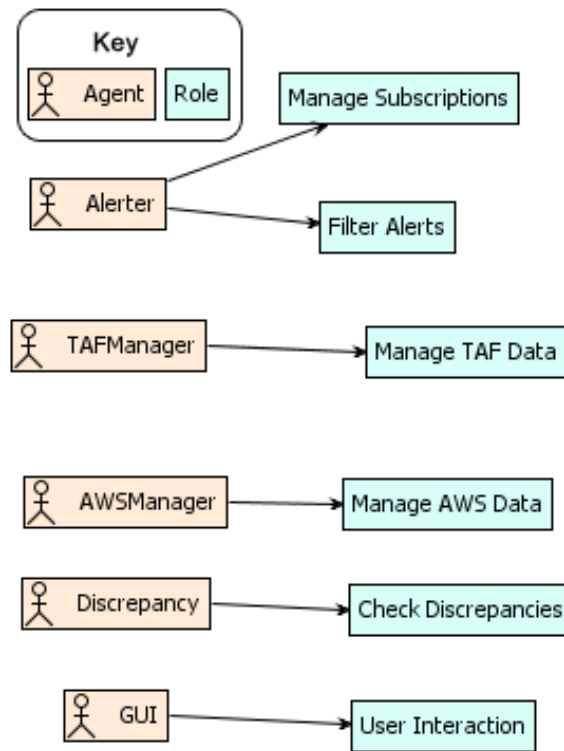 Key
Agent
Role
Manage Subscriptions
Alerter
Filter Alerts
TAFManager
Manage TAF Data
AWSManager
Manage AWS Data
Discrepancy
Check Discrepancies
GUI
User Interaction